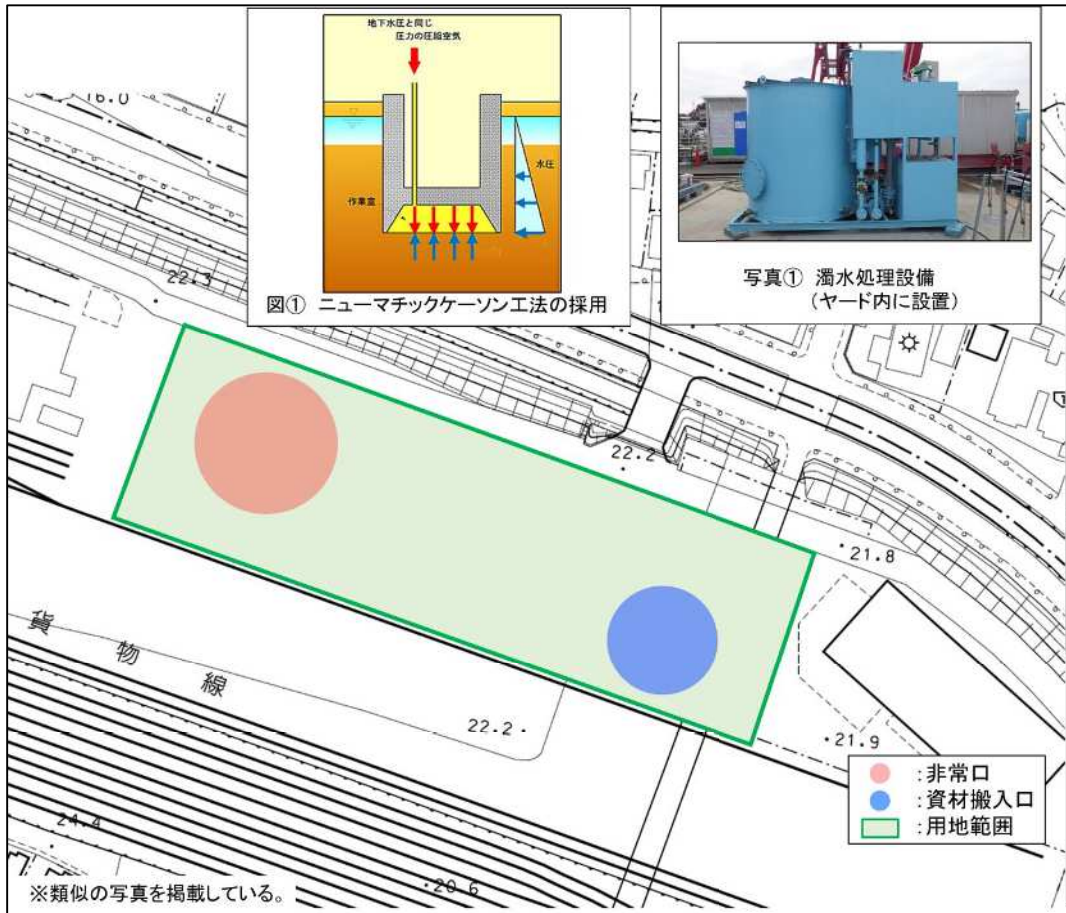 地下水圧と同じ
圧力の圧縮空気
水圧
作業室
図① ニューマチックケーソン工法の採用
写真① 濁水処理設備
(ヤード内に設置)
16.0
22.3
22.2
21.8
貨物線
22.2
21.9
24.4
20.6
:非常口
:資材搬入口
:用地範囲
※類似の写真を掲載している。